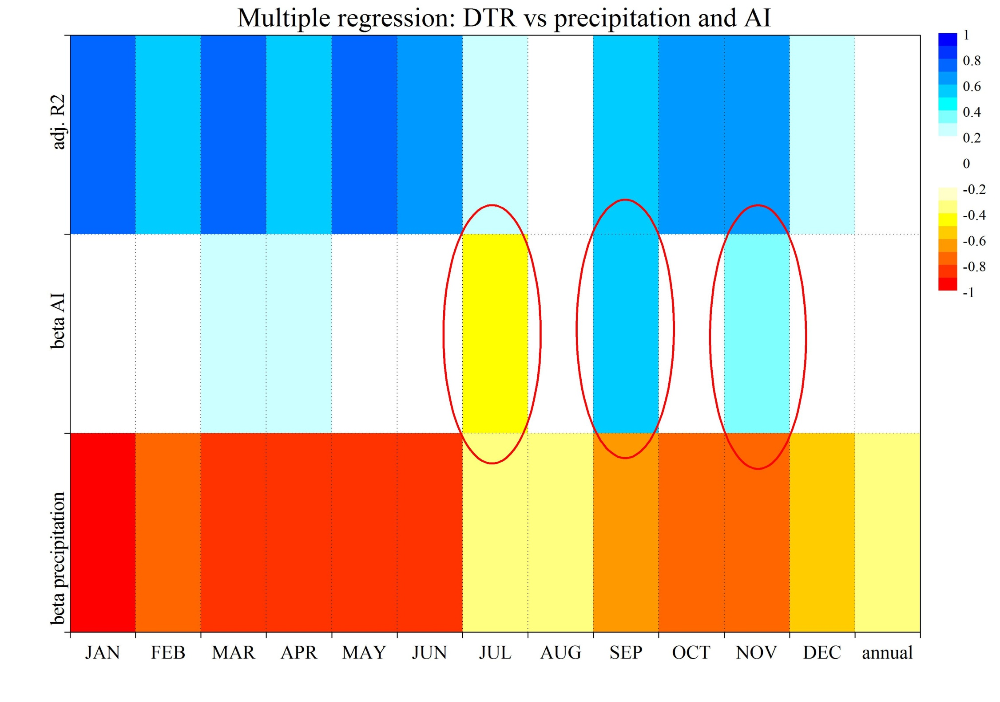 Multiple regression: DTR vs precipitation and AI
1
0.8
0.6
0.4
0.2
0
-0.2
-0.4
-0.6
-0.8
-1
adj. R2
beta AI
beta precipitation
JAN FEB MAR APR MAY JUN JUL AUG SEP OCT NOV DEC annual